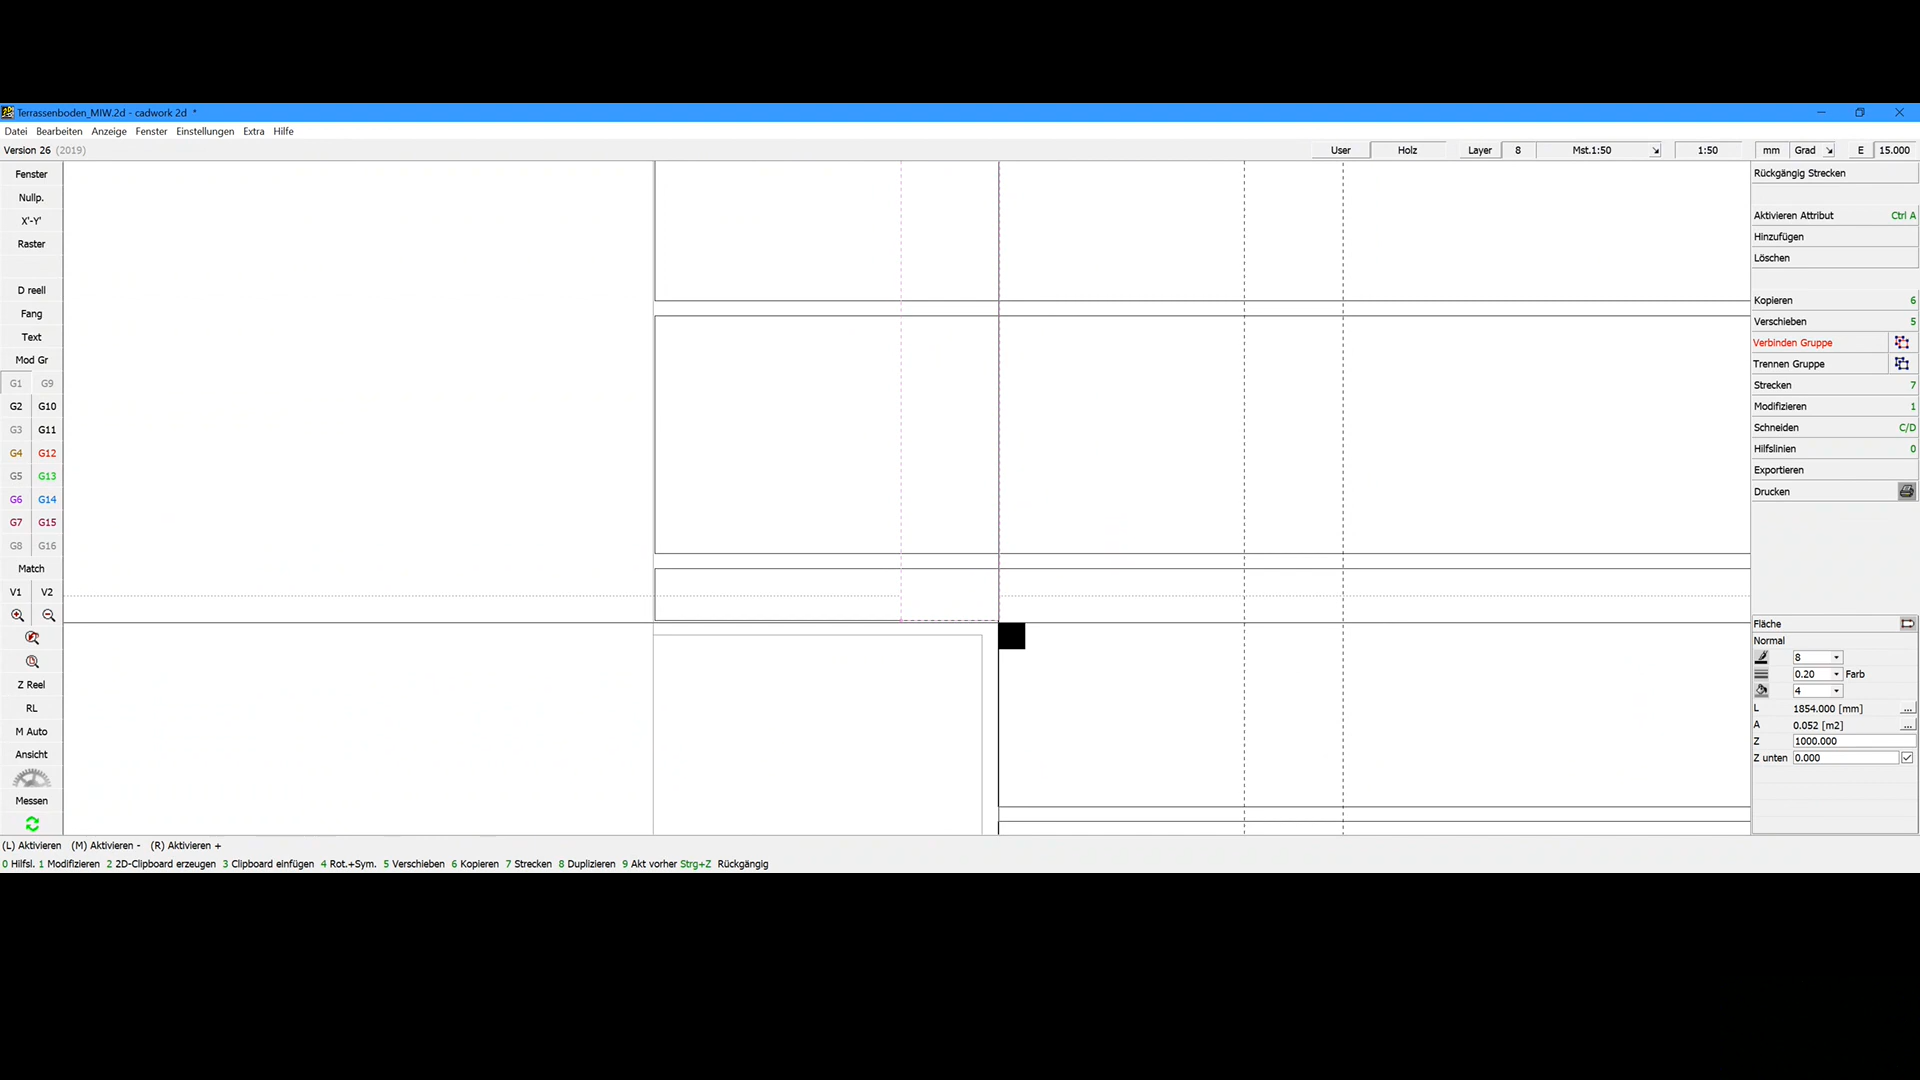 Terrassenboden_MIW.2d - cadwork 2d *
Datei Bearbeiten Anzeige Fenster Einstellungen Extra Hilfe
Version 26 (2019) User Holz Layer 8 Mst.1:50 1:50 mm Grad E 15.000
Fenster
Nullp.
X'-Y'
Raster
D reell
Fang
Text
Mod Gr
G1 G9
G2 G10
G3 G11
G4 G12
G5 G13
G6 G14
G7 G15
G8 G16
Match
V1 V2
Z Reel
RL
M Auto
Ansicht
Messen
Rückgängig Strecken
Aktivieren Attribut Ctrl A
Hinzufügen
Löschen
Kopieren 6
Verschieben 5
Verbinden Gruppe
Trennen Gruppe
Strecken 7
Modifizieren 1
Schneiden C/D
Hilfslinien 0
Exportieren
Drucken
Fläche
Normal
8
0.20 Farb
4
L 1854.000 [mm] ...
A 0.052 [m2] ...
Z 1000.000
Z unten 0.000
(L) Aktivieren (M) Aktivieren - (R) Aktivieren +
0 Hilfsl. 1 Modifizieren 2 2D-Clipboard erzeugen 3 Clipboard einfügen 4 Rot.+Sym. 5 Verschieben 6 Kopieren 7 Strecken 8 Duplizieren 9 Akt vorher Strg+Z Rückgängig